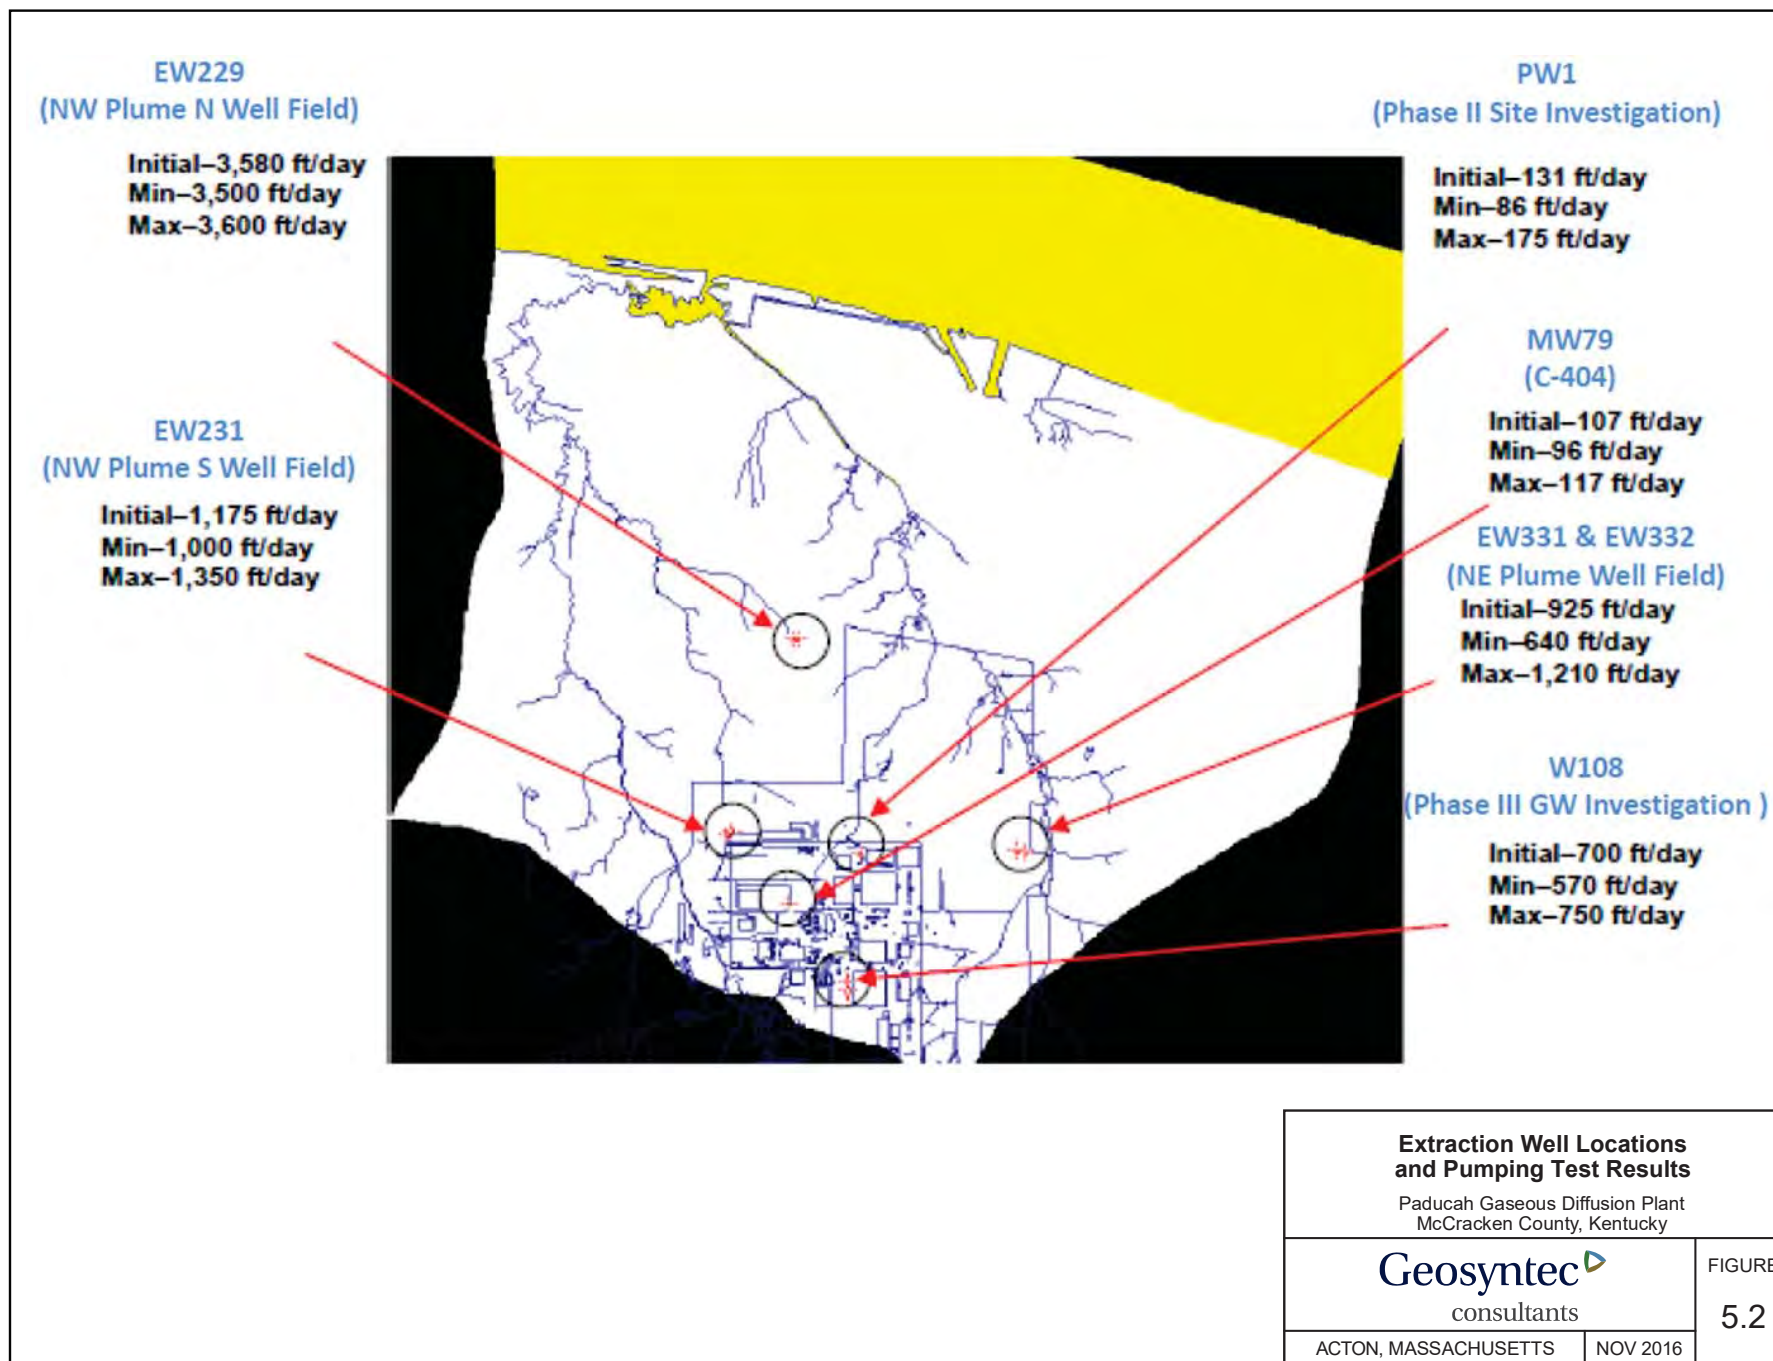 EW229
(NW Plume N Well Field)
Initial–3,580 ft/day
Min–3,500 ft/day
Max–3,600 ft/day
EW231
(NW Plume S Well Field)
Initial–1,175 ft/day
Min–1,000 ft/day
Max–1,350 ft/day
PW1
(Phase II Site Investigation)
Initial–131 ft/day
Min–86 ft/day
Max–175 ft/day
MW79
(C-404)
Initial–107 ft/day
Min–96 ft/day
Max–117 ft/day
EW331 & EW332
(NE Plume Well Field)
Initial–925 ft/day
Min–640 ft/day
Max–1,210 ft/day
W108
(Phase III GW Investigation )
Initial–700 ft/day
Min–570 ft/day
Max–750 ft/day
Extraction Well Locations
and Pumping Test Results
Paducah Gaseous Diffusion Plant
McCracken County, Kentucky
Geosyntec
consultants
FIGURE
5.2
ACTON, MASSACHUSETTS
NOV 2016